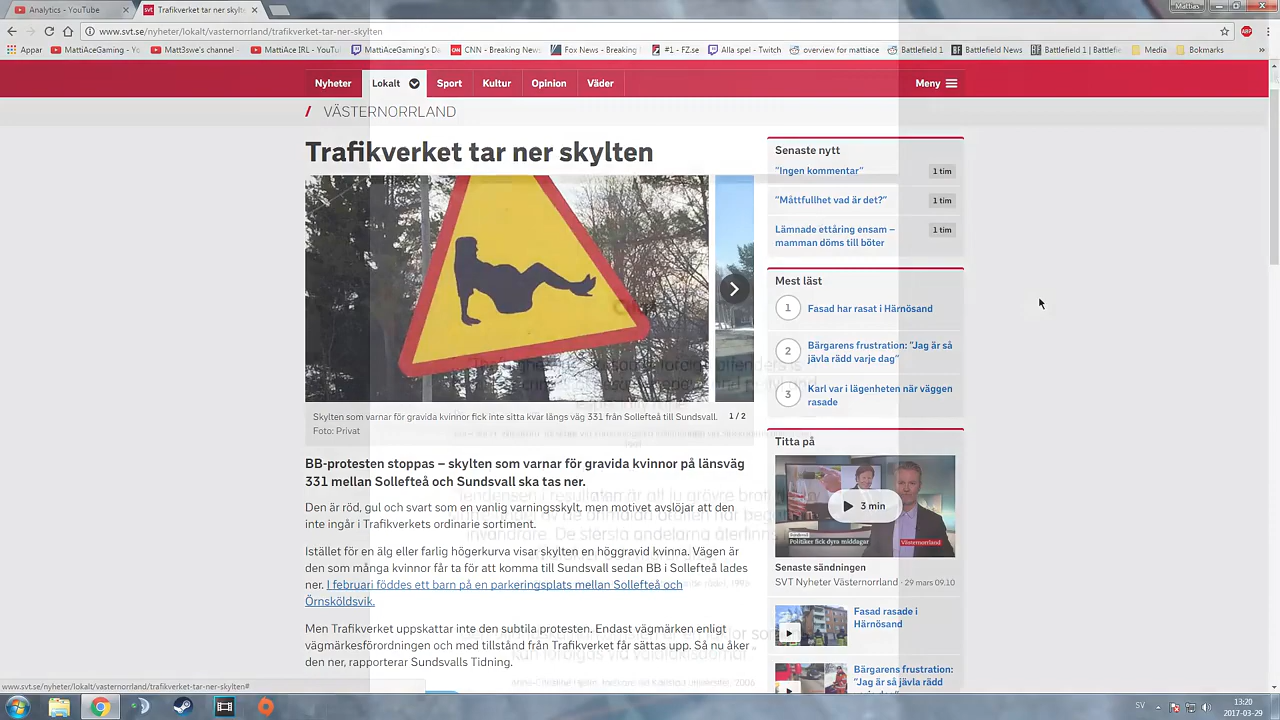 Analytics - YouTube
Trafikverket tar ner skylt
Mattias
www.svt.se/nyheter/lokalt/vasternorrland/trafikverket-tar-ner-skylten
Appar
MattiAceGaming - YouT
Matt3swe's channel -
MattiAce IRL - YouTu
MattiAceGaming's Da
CNN - Breaking News
Fox News - Breaking
#1 - FZ.se
Alla spel - Twitch
overview for mattiace
Battlefield 1
Battlefield News
Battlefield 1 | Battlefie
Media
Bokmärks
Nyheter
Lokalt
Sport
Kultur
Opinion
Väder
Meny
/ VÄSTERNORRLAND
Trafikverket tar ner skylten
Skylten som varnar för gravida kvinnor fick inte sitta kvar längs väg 331 från Sollefteå till Sundsvall.
1 / 2
Foto: Privat
BB-protesten stoppas – skylten som varnar för gravida kvinnor på länsväg
331 mellan Sollefteå och Sundsvall ska tas ner.
Den är röd, gul och svart som en vanlig varningsskylt, men motivet avslöjar att den
inte ingår i Trafikverkets ordinarie sortiment.
Istället för en älg eller farlig högerkurva visar skylten en höggravid kvinna. Vägen är
den som många kvinnor får ta för att komma till Sundsvall sedan BB i Sollefteå lades
ner. I februari föddes ett barn på en parkeringsplats mellan Sollefteå och
Örnsköldsvik.
Men Trafikverket uppskattar inte den subtila protesten. Endast vägmärken enligt
vägmärkesförordningen och med tillstånd från Trafikverket får sättas upp. Så nu åker
den ner, rapporterar Sundsvalls Tidning.
Senaste nytt
"Ingen kommentar"
1 tim
"Måttfullhet vad är det?"
1 tim
Lämnade ettåring ensam –
mamman döms till böter
1 tim
Mest läst
1
Fasad har rasat i Härnösand
2
Bärgarens frustration: "Jag är så
jävla rädd varje dag"
3
Karl var i lägenheten när väggen
rasade
Titta på
3 min
Politiker fick dyra middagar
Västernorrland
Senaste sändningen
SVT Nyheter Västernorrland · 29 mars 09.10
Fasad rasade i
Härnösand
Bärgarens frustration:
"Jag är så jävla rädd
www.svt.se/nyheter/lokalt/vasternorrland/trafikverket-tar-ner-skylten#
SV
13:20
2017-03-29